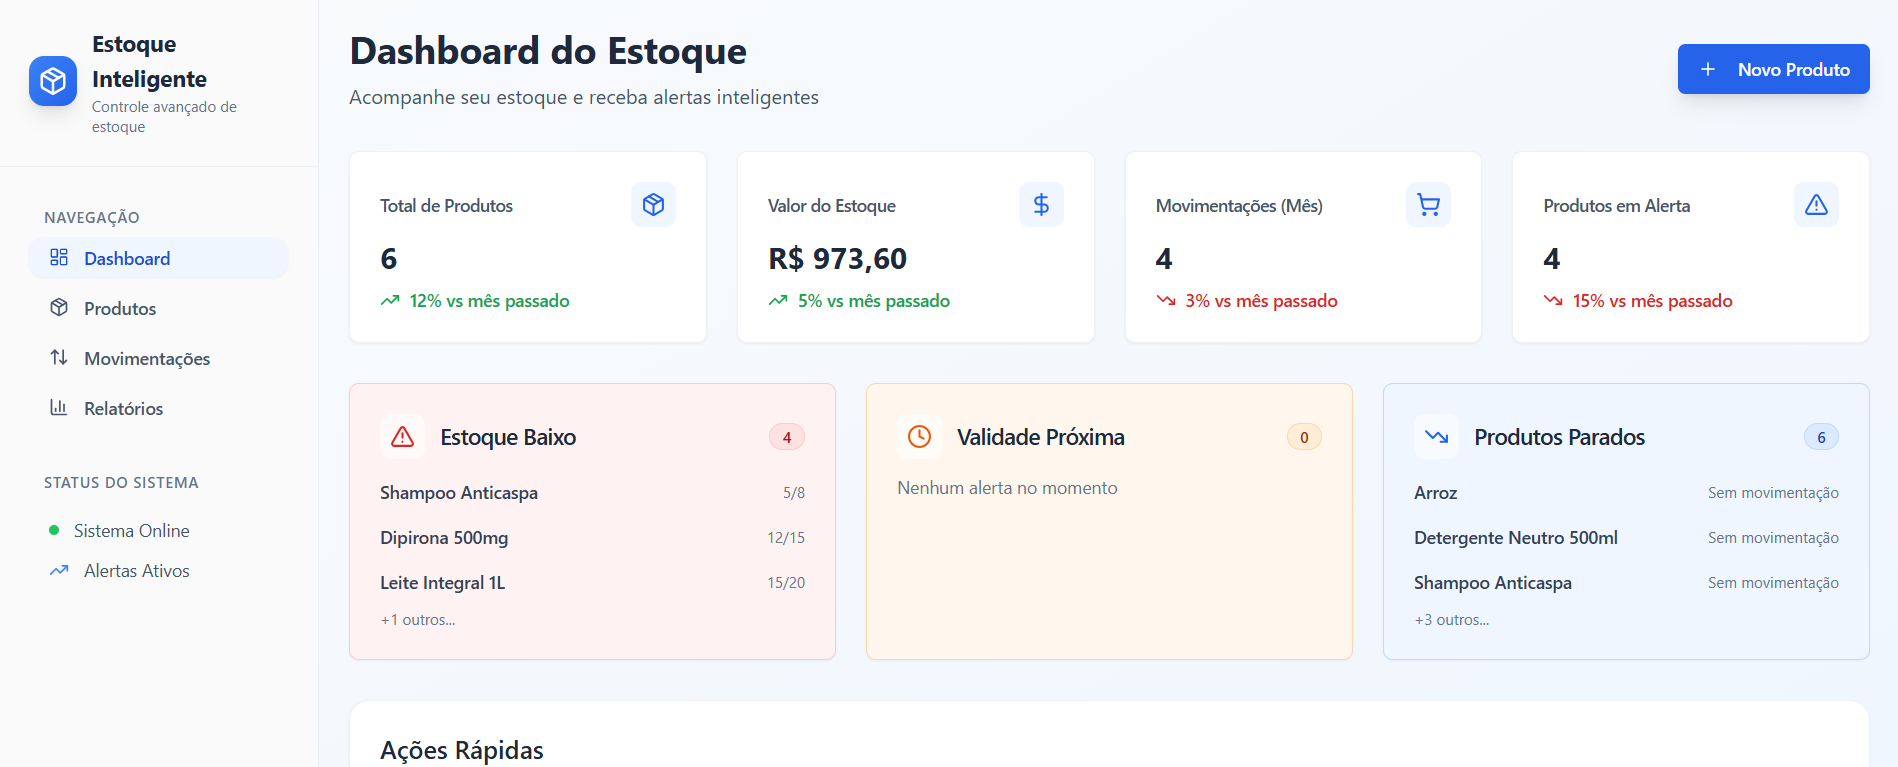 Estoque
Inteligente
Controle avançado de
estoque
NAVEGAÇÃO
Dashboard
Produtos
Movimentações
Relatórios
STATUS DO SISTEMA
Sistema Online
Alertas Ativos
Dashboard do Estoque
Acompanhe seu estoque e receba alertas inteligentes
Novo Produto
Total de Produtos
6
12% vs mês passado
Valor do Estoque
R$ 973,60
5% vs mês passado
Movimentações (Mês)
4
3% vs mês passado
Produtos em Alerta
4
15% vs mês passado
Estoque Baixo 4
Shampoo Anticaspa 5/8
Dipirona 500mg 12/15
Leite Integral 1L 15/20
+1 outros...
Validade Próxima 0
Nenhum alerta no momento
Produtos Parados 6
Arroz Sem movimentação
Detergente Neutro 500ml Sem movimentação
Shampoo Anticaspa Sem movimentação
+3 outros...
Ações Rápidas